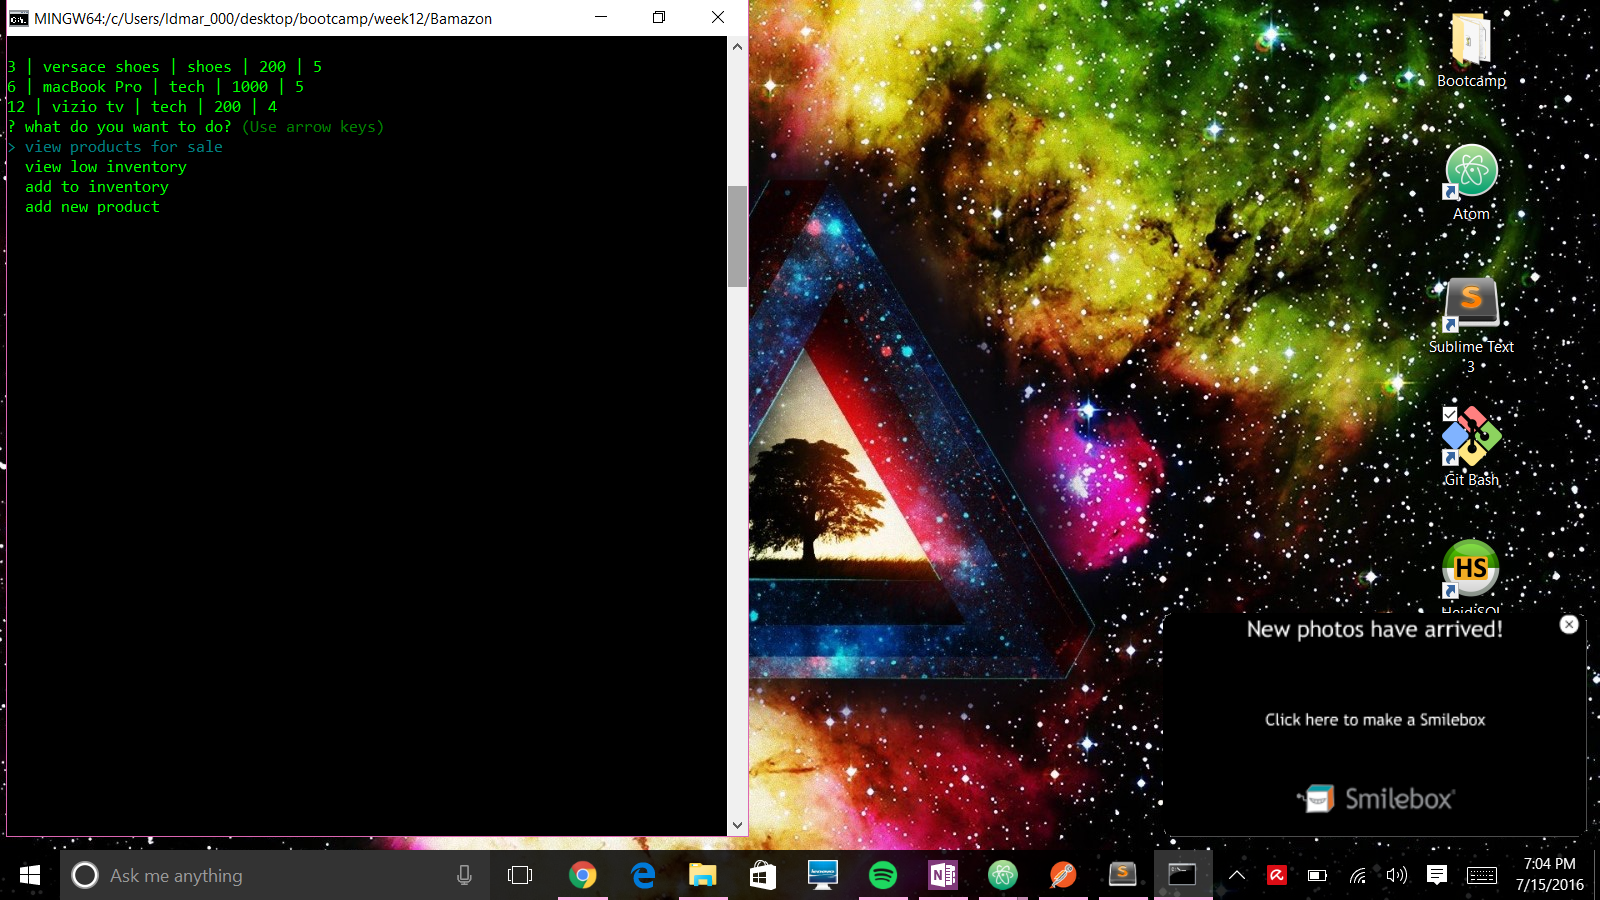 MINGW64:/c/Users/ldmar_000/desktop/bootcamp/week12/Bamazon
3 | versace shoes | shoes | 200 | 5
6 | macBook Pro | tech | 1000 | 5
12 | vizio tv | tech | 200 | 4
? what do you want to do? (Use arrow keys)
> view products for sale
view low inventory
add to inventory
add new product
Bootcamp
Atom
S
Sublime Text
3
Git Bash
HS
HeidiSQL
New photos have arrived!
Click here to make a Smilebox
Smilebox
Ask me anything
7:04 PM
7/15/2016